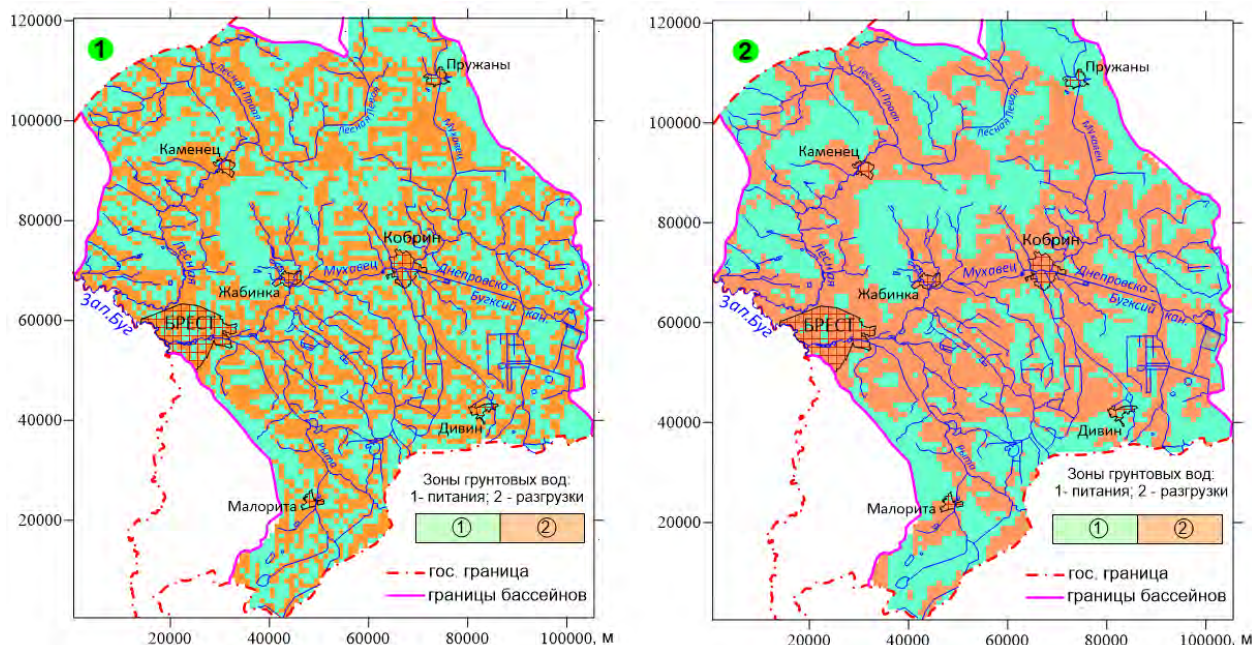 1
120000
100000
80000
60000
40000
20000
20000 40000 60000 80000 100000, м
Пружаны
Лесная Правая
Лесная Левая
Мухавец
Каменец
Лесная
Кобрин
Мухавец
Жабинка
Днепровско-
Бугский кан.
Зап.Буг
БРЕСТ
Дивин
Рыта
Малорита
Зоны грунтовых вод:
1- питания; 2 - разгрузки
1 2
гос. граница
границы бассейнов
2
120000
100000
80000
60000
40000
20000
20000 40000 60000 80000 100000, м
Пружаны
Лесная Правая
Лесная Левая
Мухавец
Каменец
Лесная
Кобрин
Мухавец
Жабинка
Днепровско-
Бугский кан.
Зап.Буг
БРЕСТ
Дивин
Рыта
Малорита
Зоны грунтовых вод:
1- питания; 2 - разгрузки
1 2
гос. граница
границы бассейнов